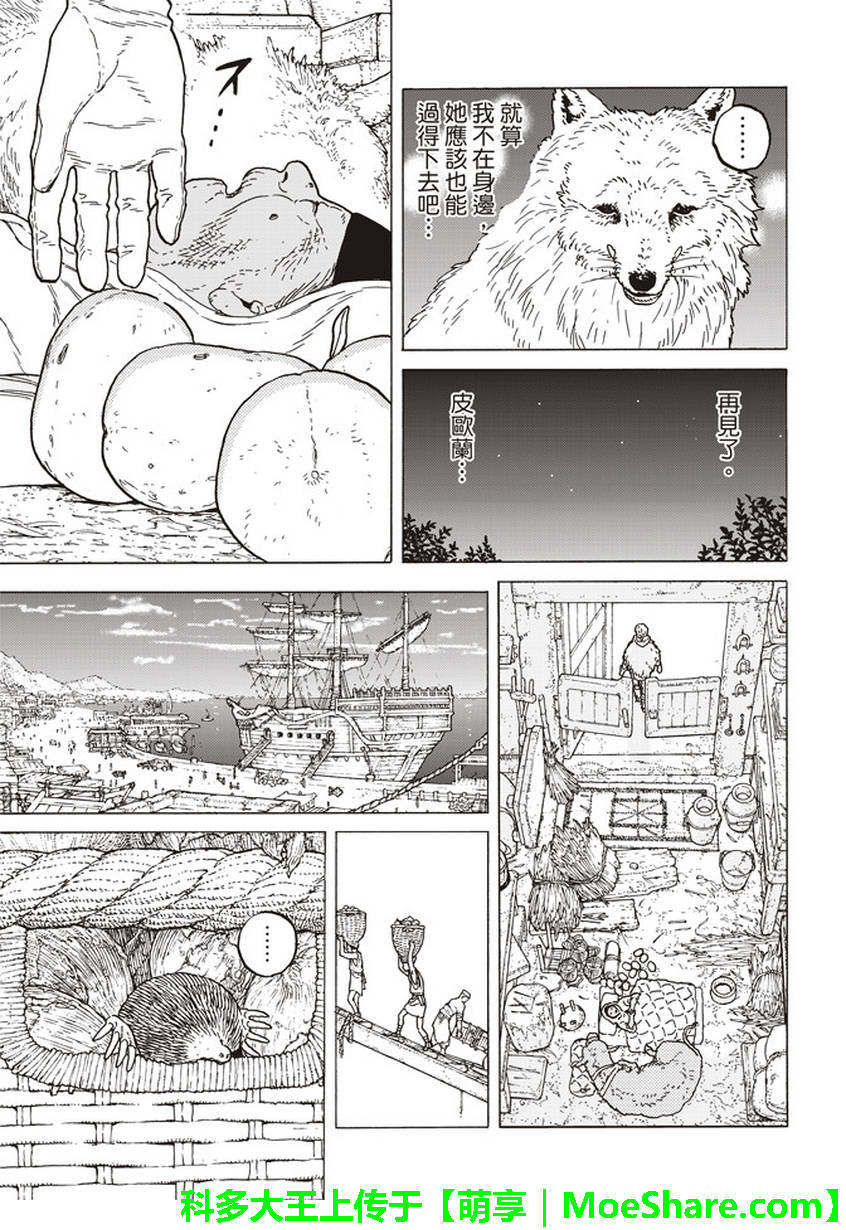 ……
就算
我不在身邊，
她應該也能
過得下去吧…
再見了。
皮歐蘭…
ス…
……
科多大王上传于【萌享｜MoeShare.com】